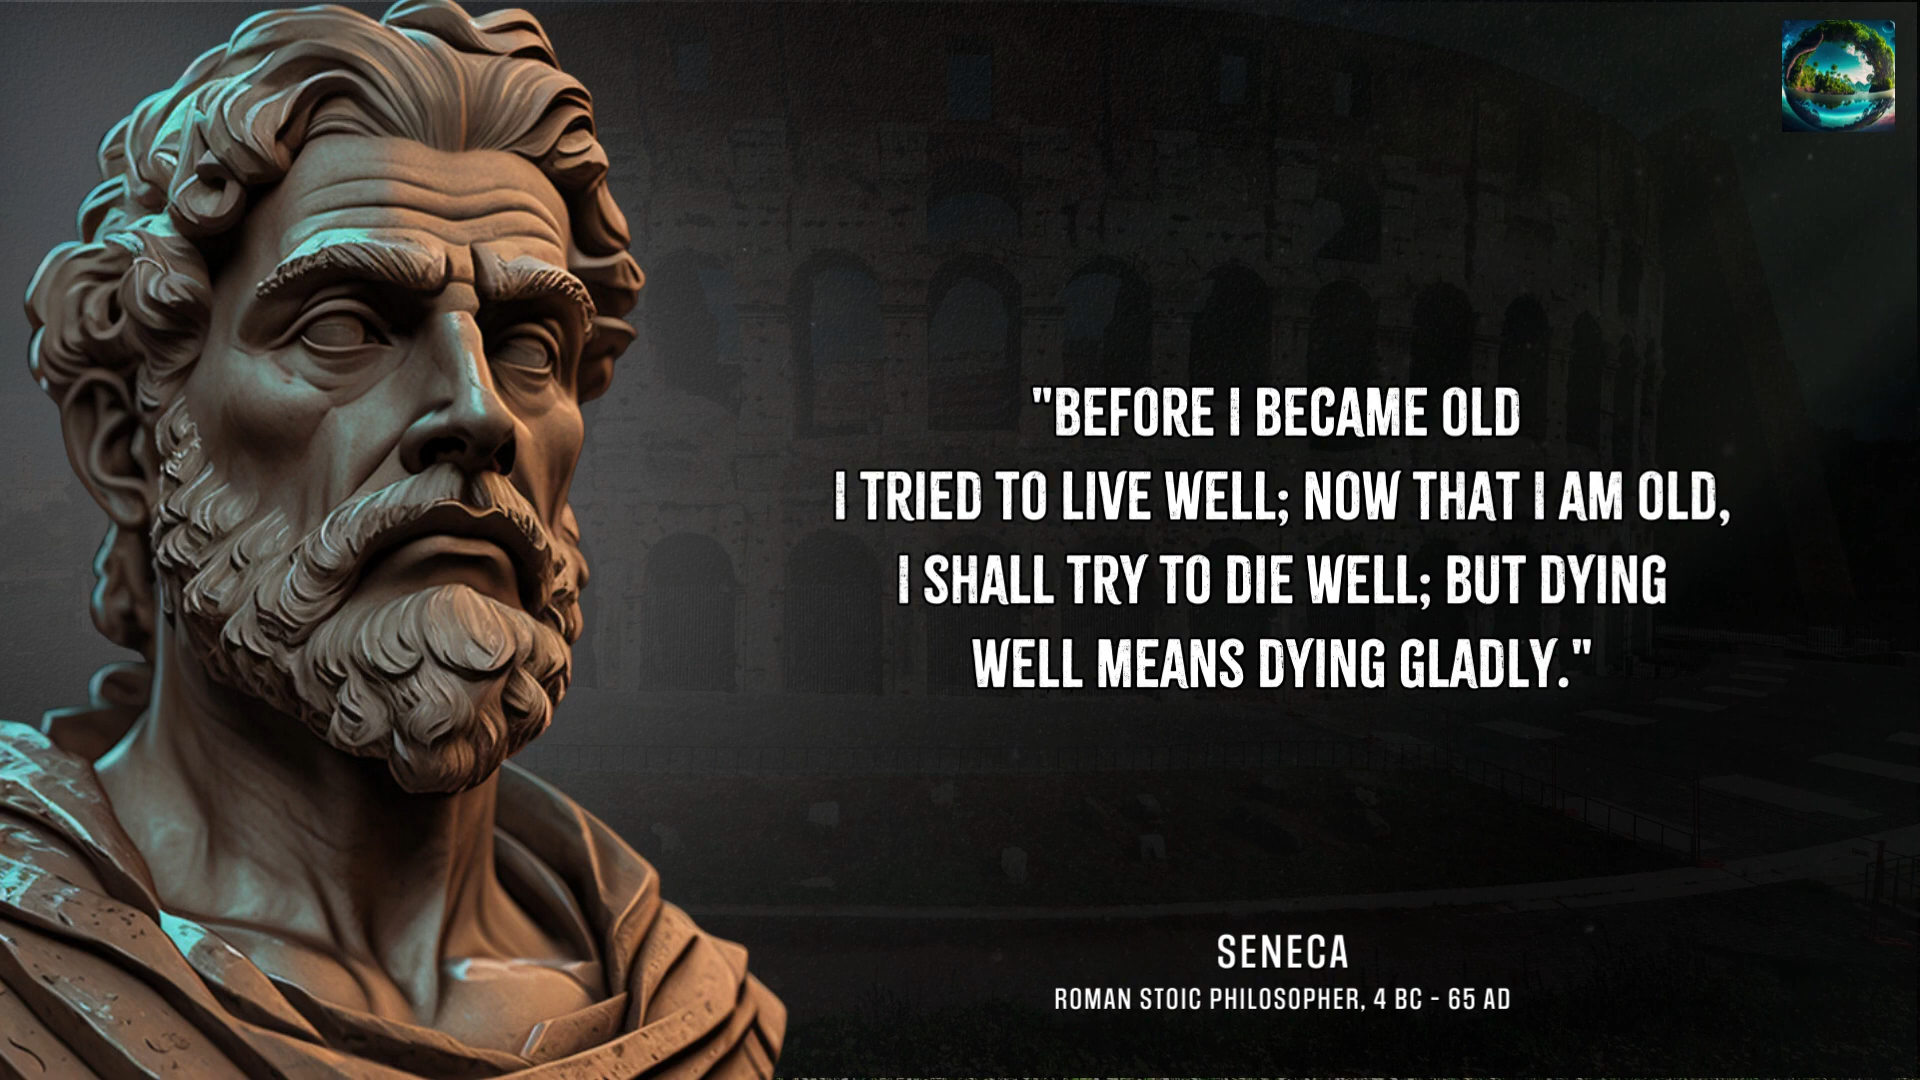 "BEFORE I BECAME OLD
I TRIED TO LIVE WELL; NOW THAT I AM OLD,
I SHALL TRY TO DIE WELL; BUT DYING
WELL MEANS DYING GLADLY."
SENECA
ROMAN STOIC PHILOSOPHER, 4 BC - 65 AD